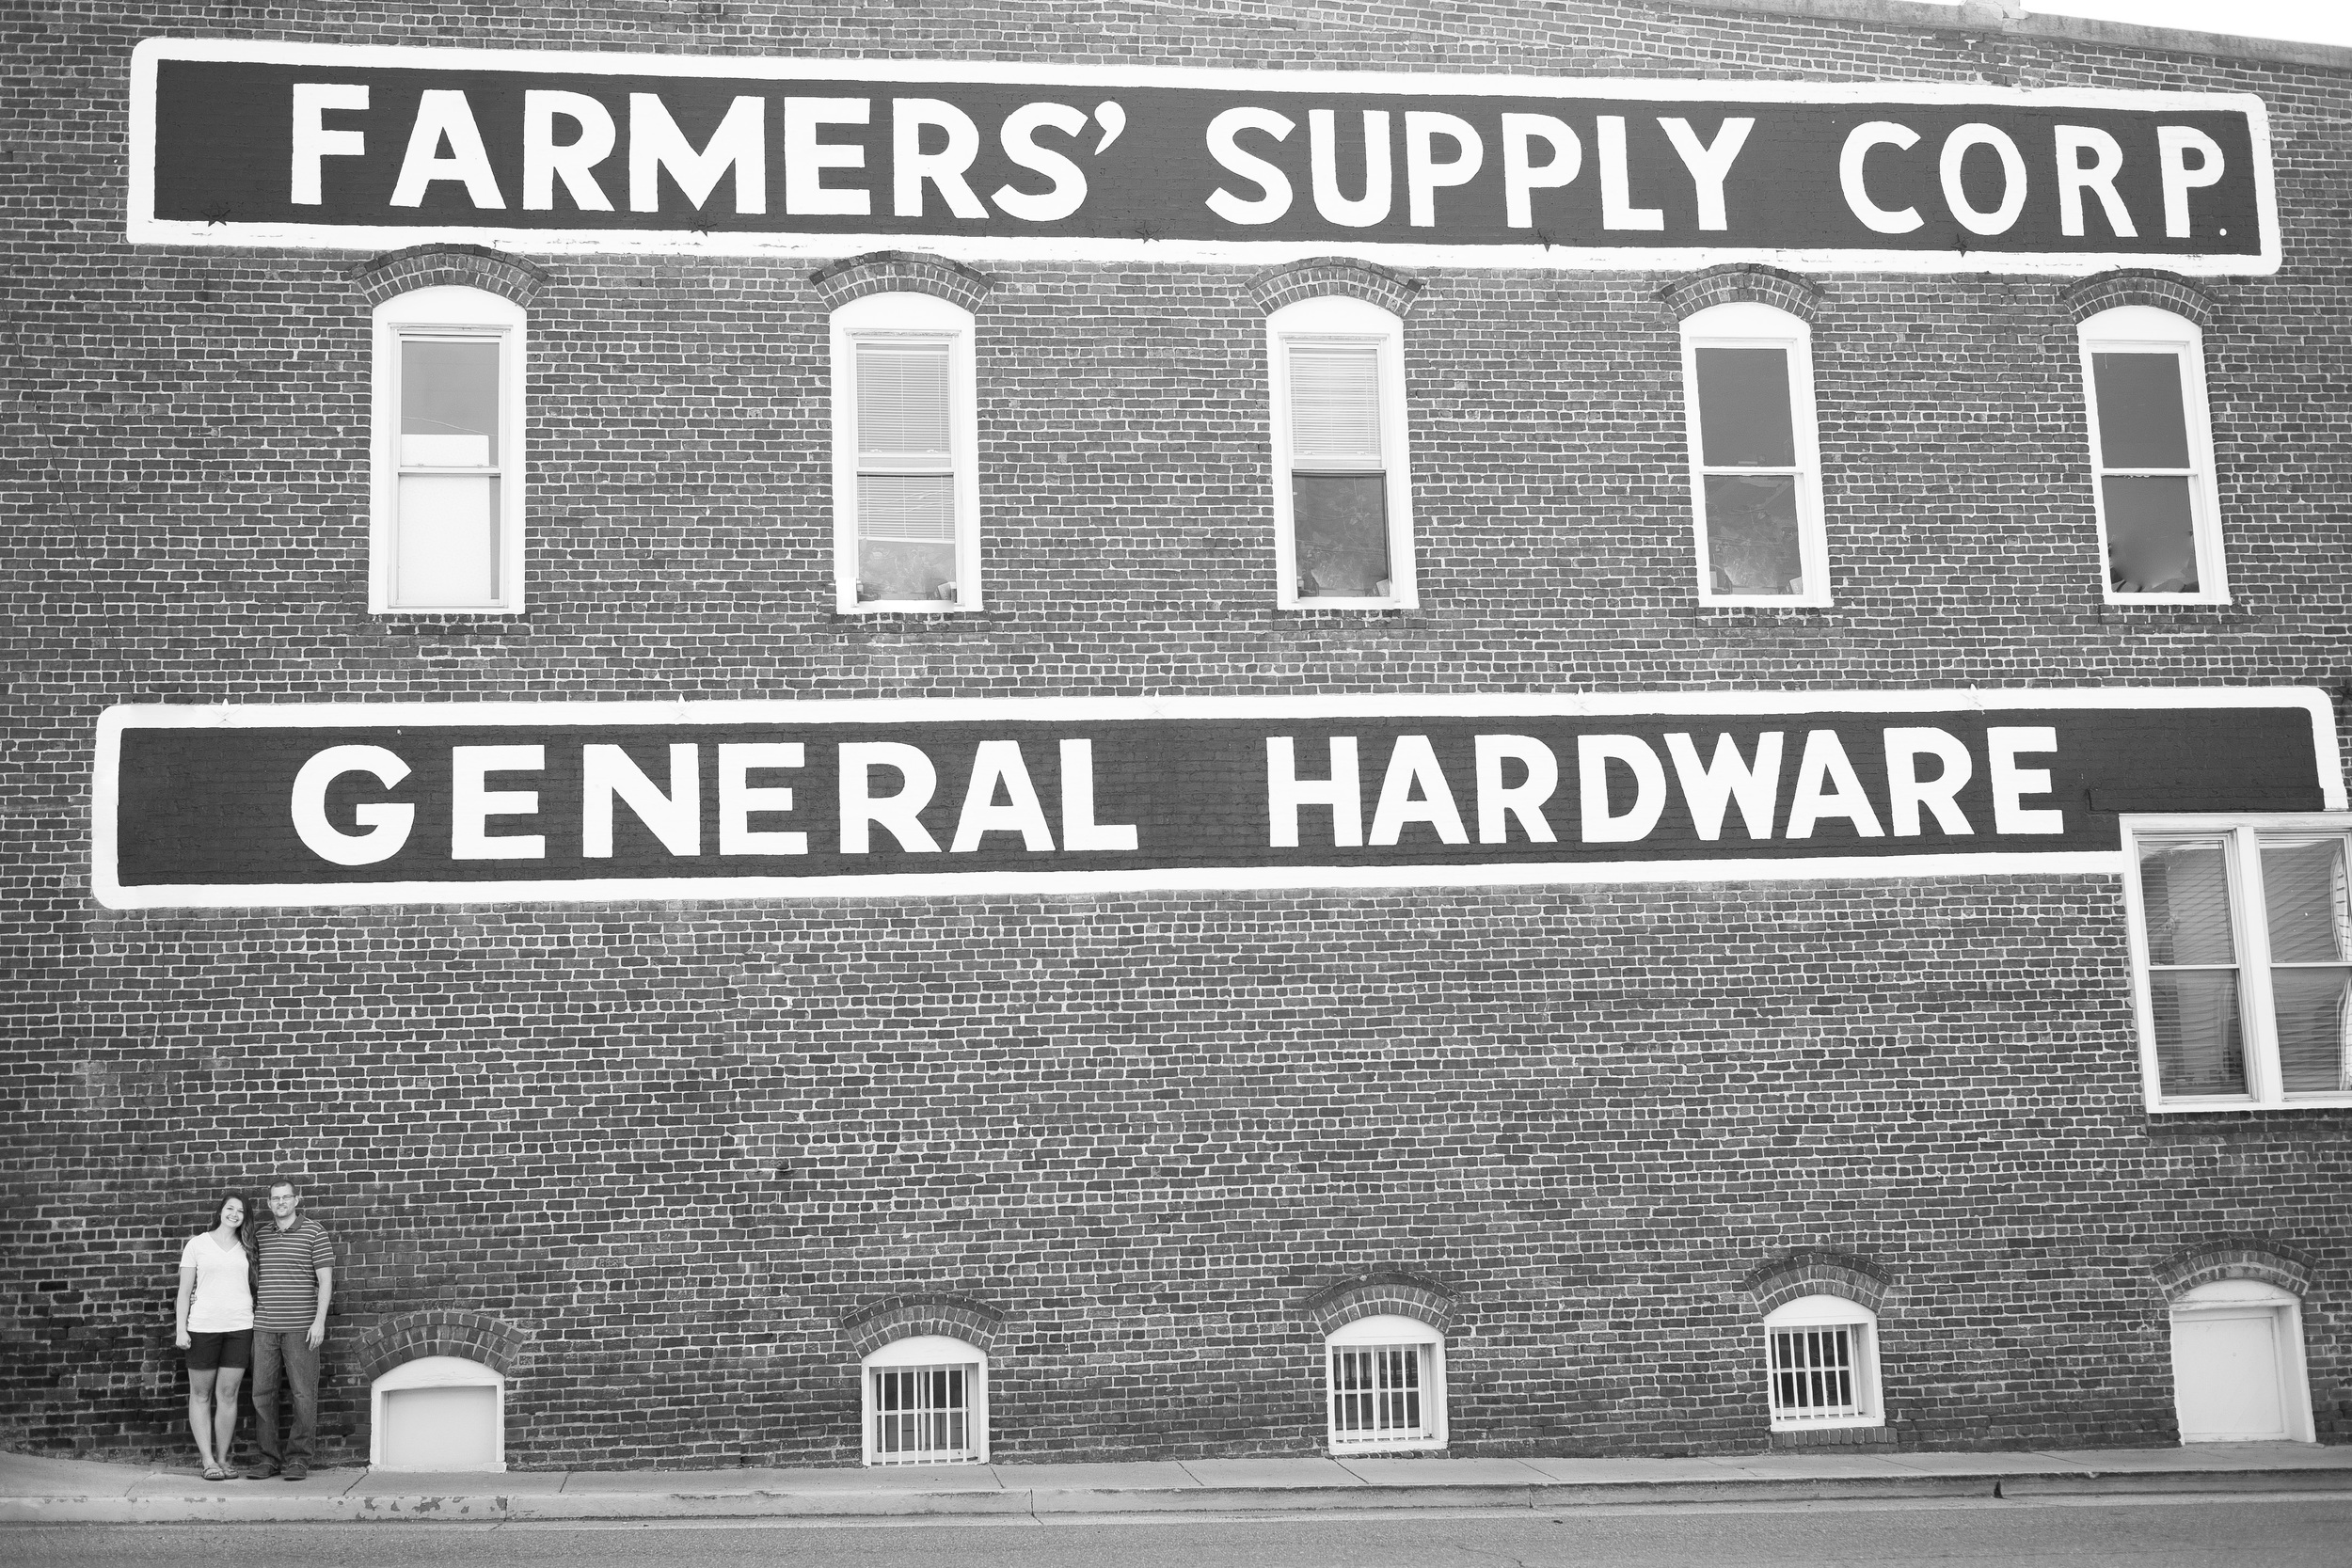 FARMERS' SUPPLY CORP.
GENERAL HARDWARE